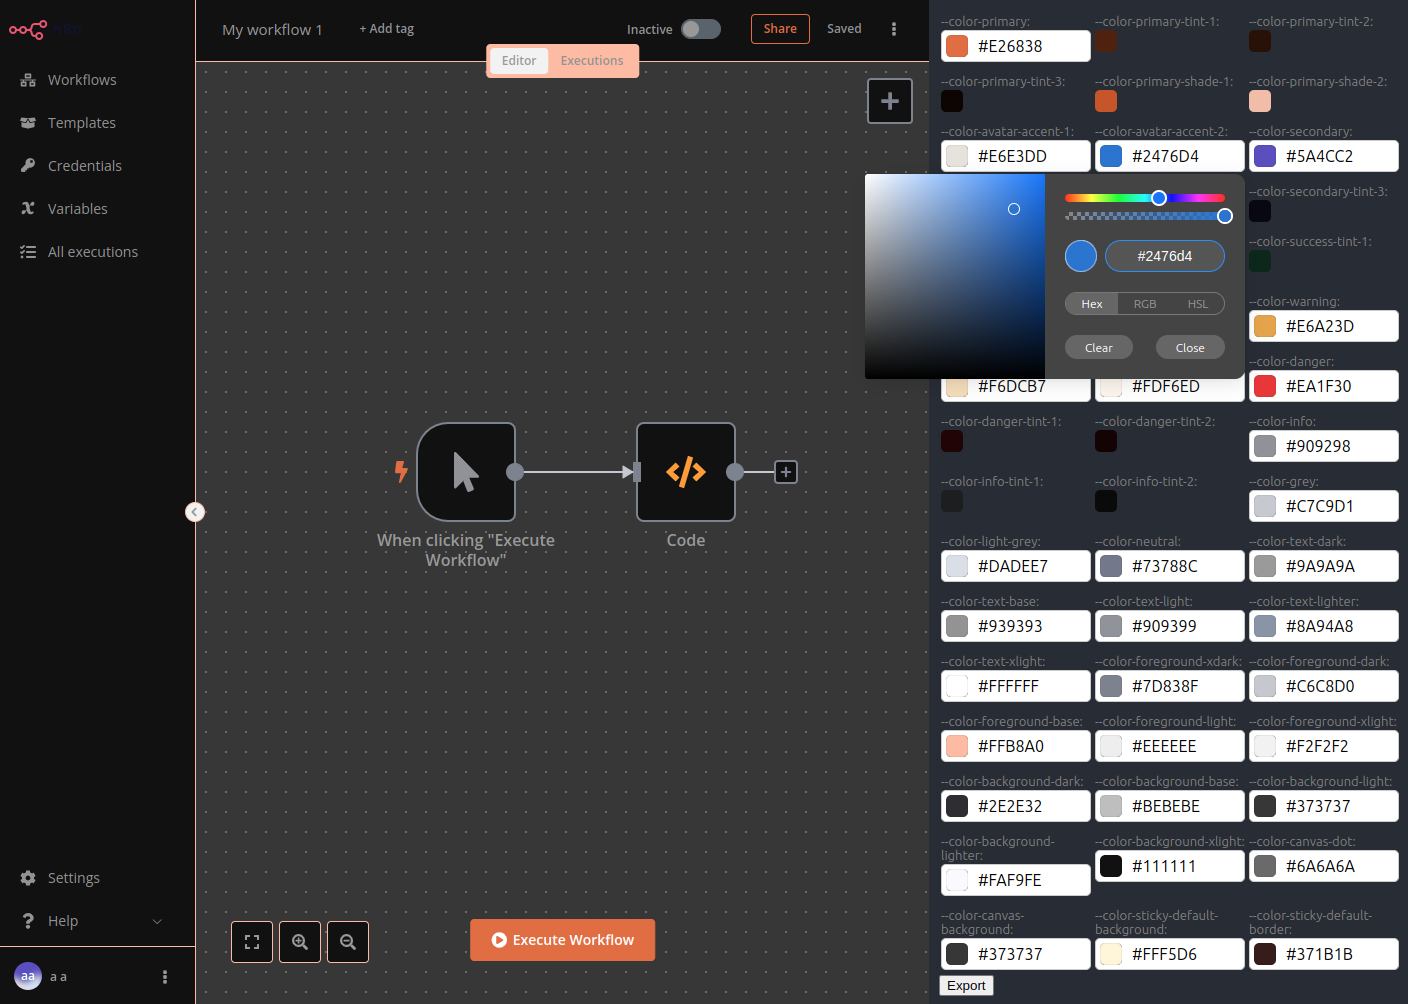 n8n
Workflows
Templates
Credentials
Variables
All executions
Settings
Help
aa
a a
My workflow 1
+ Add tag
Inactive
Share
Saved
Editor
Executions
When clicking "Execute
Workflow"
Code
Execute Workflow
--color-primary:
#E26838
--color-primary-tint-1:
--color-primary-tint-2:
--color-primary-tint-3:
--color-primary-shade-1:
--color-primary-shade-2:
--color-avatar-accent-1:
#E6E3DD
--color-avatar-accent-2:
#2476D4
--color-secondary:
#5A4CC2
#2476d4
Hex
RGB
HSL
Clear
Close
--color-secondary-tint-3:
--color-success-tint-1:
--color-warning:
#E6A23D
#F6DCB7
#FDF6ED
--color-danger:
#EA1F30
--color-danger-tint-1:
--color-danger-tint-2:
--color-info:
#909298
--color-info-tint-1:
--color-info-tint-2:
--color-grey:
#C7C9D1
--color-light-grey:
#DADEE7
--color-neutral:
#73788C
--color-text-dark:
#9A9A9A
--color-text-base:
#939393
--color-text-light:
#909399
--color-text-lighter:
#8A94A8
--color-text-xlight:
#FFFFFF
--color-foreground-xdark:
#7D838F
--color-foreground-dark:
#C6C8D0
--color-foreground-base:
#FFB8A0
--color-foreground-light:
#EEEEEE
--color-foreground-xlight:
#F2F2F2
--color-background-dark:
#2E2E32
--color-background-base:
#BEBEBE
--color-background-light:
#373737
--color-background-
lighter:
#FAF9FE
--color-background-xlight:
#111111
--color-canvas-dot:
#6A6A6A
--color-canvas-
background:
#373737
--color-sticky-default-
background:
#FFF5D6
--color-sticky-default-
border:
#371B1B
Export